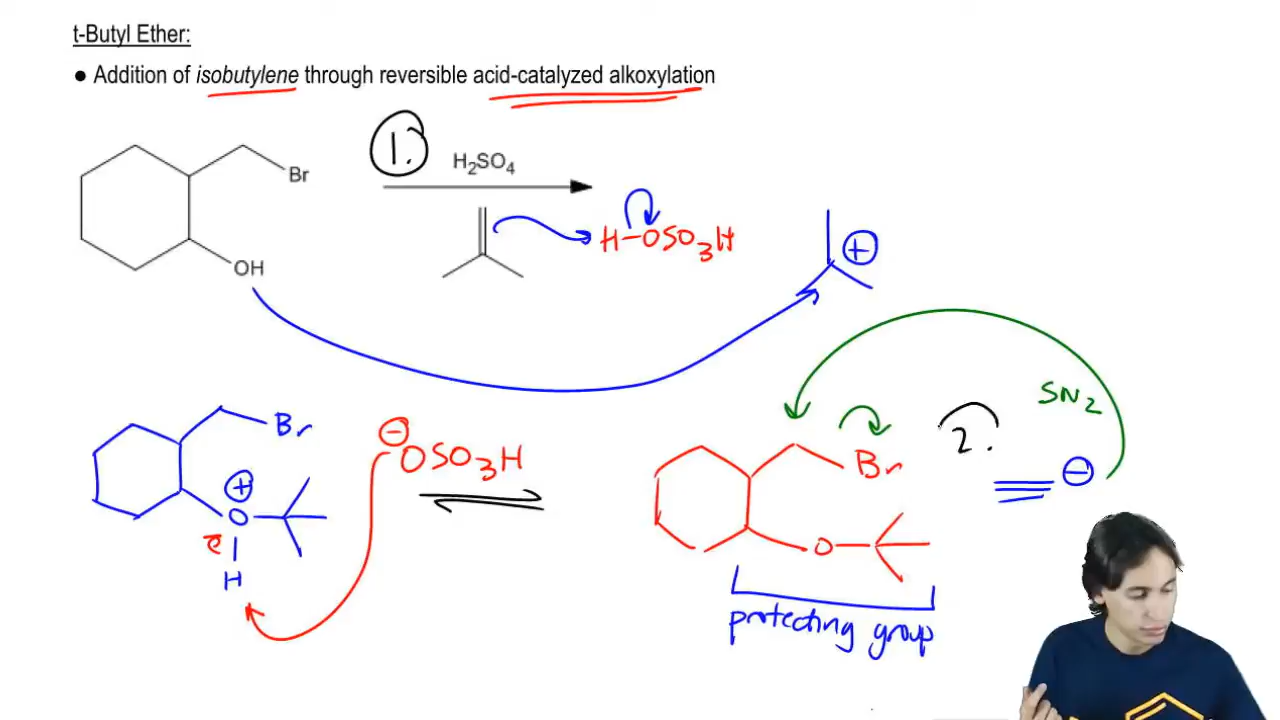 t-Butyl Ether:
● Addition of isobutylene through reversible acid-catalyzed alkoxylation
1.
H₂SO₄
Br
OH
H-OSO₃H
+
SN₂
Br
+
O
H
⊖
OSO₃H
Br
O
2.
⊖
protecting group